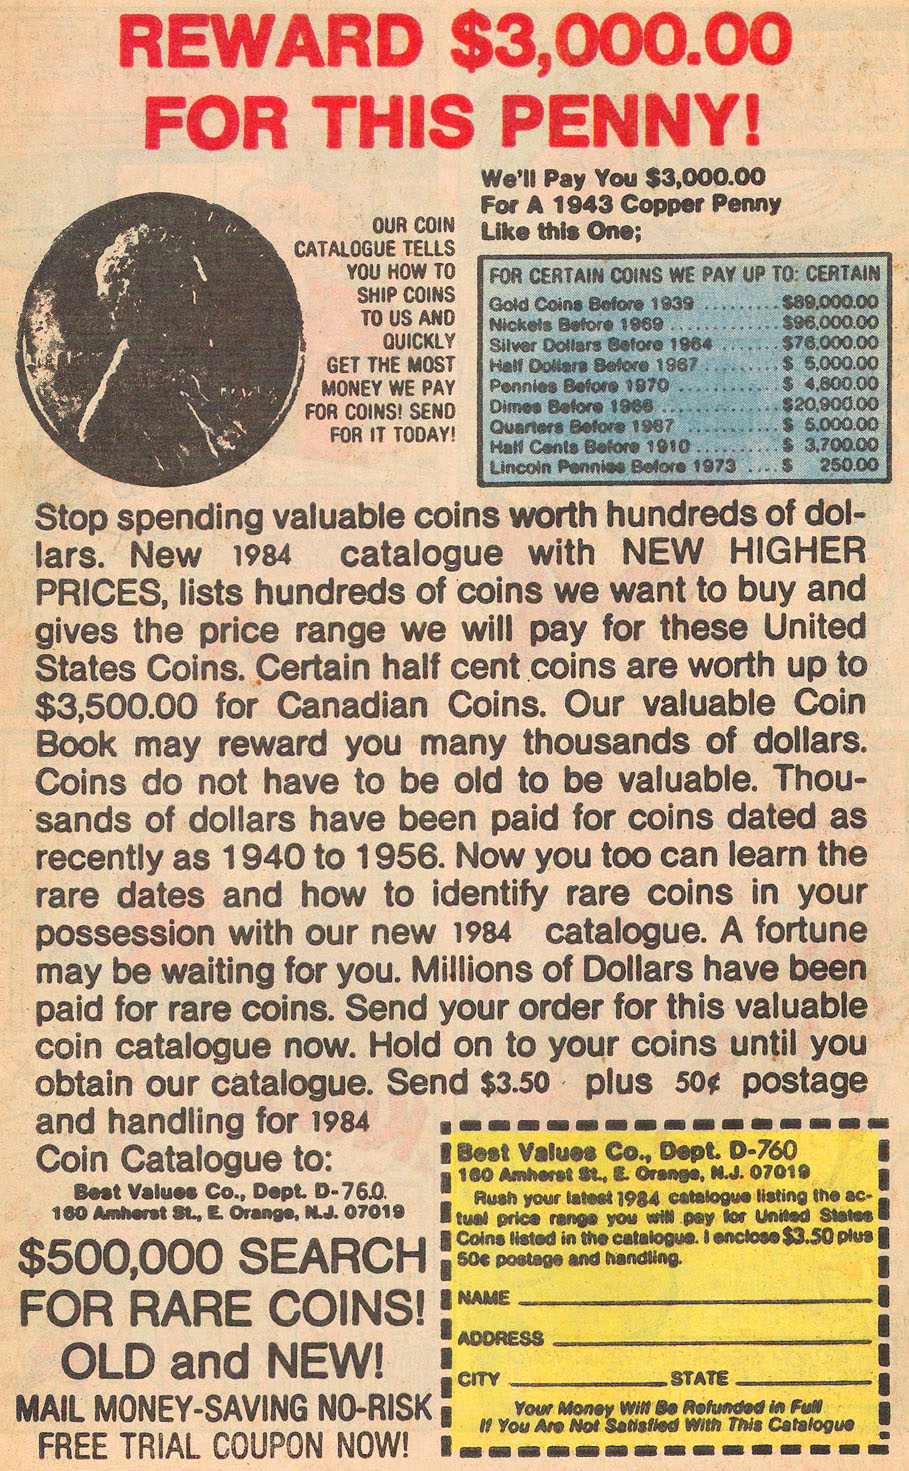 REWARD $3,000.00
FOR THIS PENNY!
We'll Pay You $3,000.00
For A 1943 Copper Penny
Like this One;
OUR COIN
CATALOGUE TELLS
YOU HOW TO
SHIP COINS
TO US AND
QUICKLY
GET THE MOST
MONEY WE PAY
FOR COINS! SEND
FOR IT TODAY!
FOR CERTAIN COINS WE PAY UP TO: CERTAIN
Gold Coins Before 1939 .......... $89,000.00
Nickels Before 1969 .............. $96,000.00
Silver Dollars Before 1964 ....... $76,000.00
Half Dollars Before 1967 ......... $ 5,000.00
Pennies Before 1970 .............. $ 4,800.00
Dimes Before 1966 ............... $20,900.00
Quarters Before 1967 ............ $ 5,000.00
Half Cents Before 1910 .......... $ 3,700.00
Lincoln Pennies Before 1973 .... $ 250.00
Stop spending valuable coins worth hundreds of dol-
lars. New 1984 catalogue with NEW HIGHER
PRICES, lists hundreds of coins we want to buy and
gives the price range we will pay for these United
States Coins. Certain half cent coins are worth up to
$3,500.00 for Canadian Coins. Our valuable Coin
Book may reward you many thousands of dollars.
Coins do not have to be old to be valuable. Thou-
sands of dollars have been paid for coins dated as
recently as 1940 to 1956. Now you too can learn the
rare dates and how to identify rare coins in your
possession with our new 1984 catalogue. A fortune
may be waiting for you. Millions of Dollars have been
paid for rare coins. Send your order for this valuable
coin catalogue now. Hold on to your coins until you
obtain our catalogue. Send $3.50 plus 50¢ postage
and handling for 1984
Coin Catalogue to:
Best Values Co., Dept. D-760.
160 Amherst St., E. Orange, N.J. 07019
$500,000 SEARCH
FOR RARE COINS!
OLD and NEW!
MAIL MONEY-SAVING NO-RISK
FREE TRIAL COUPON NOW!
Best Values Co., Dept. D-760
160 Amherst St., E. Orange, N.J. 07019
Rush your latest 1984 catalogue listing the ac-
tual price range you will pay for United States
Coins listed in the catalogue. I enclose $3.50 plus
50¢ postage and handling.
NAME
ADDRESS
CITY STATE
Your Money Will Be Refunded in Full
If You Are Not Satisfied With This Catalogue